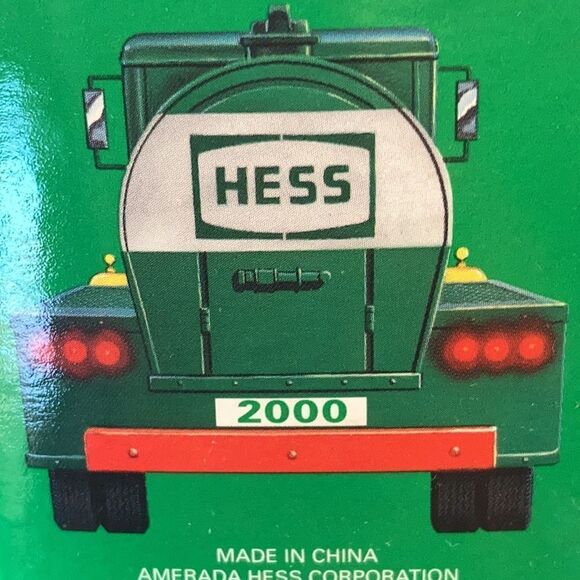 HESS
2000
MADE IN CHINA
AMERADA HESS CORPORATION